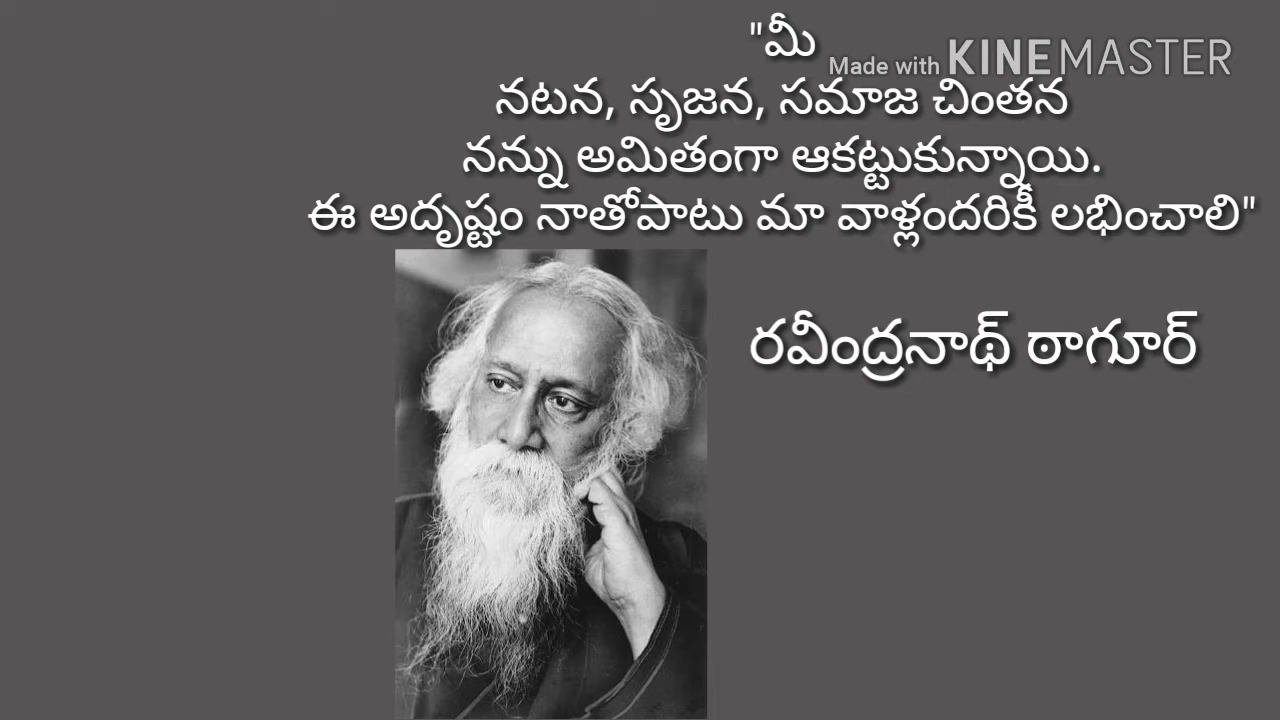 "మీ
Made with KINEMASTER
నటన, సృజన, సమాజ చింతన
నన్ను అమితంగా ఆకట్టుకున్నాయి.
ఈ అదృష్టం నాతోపాటు మా వాళ్లందరికీ లభించాలి"
రవీంద్రనాథ్ ఠాగూర్